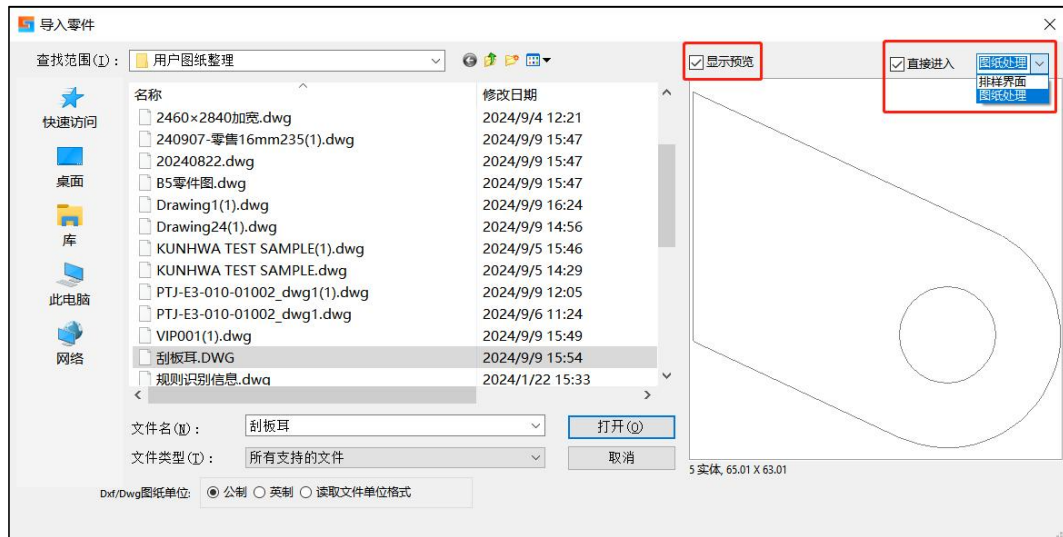 导入零件
查找范围(I): 用户图纸整理
显示预览
直接进入 图纸处理
排样界面
图纸处理
快速访问
桌面
库
此电脑
网络
名称 修改日期
2460×2840加宽.dwg 2024/9/4 12:21
240907-零售16mm235(1).dwg 2024/9/9 15:47
20240822.dwg 2024/9/9 15:47
B5零件图.dwg 2024/9/9 15:47
Drawing1(1).dwg 2024/9/9 16:24
Drawing24(1).dwg 2024/9/9 14:56
KUNHWA TEST SAMPLE(1).dwg 2024/9/5 15:46
KUNHWA TEST SAMPLE.dwg 2024/9/5 14:29
PTJ-E3-010-01002_dwg1(1).dwg 2024/9/9 12:05
PTJ-E3-010-01002_dwg1.dwg 2024/9/6 11:24
VIP001(1).dwg 2024/9/9 15:49
刮板耳.DWG 2024/9/9 15:54
规则识别信息.dwg 2024/1/22 15:33
文件名(N): 刮板耳 打开(O)
文件类型(T): 所有支持的文件 取消
5 实体, 65.01 X 63.01
Dxf/Dwg图纸单位: 公制 英制 读取文件单位格式